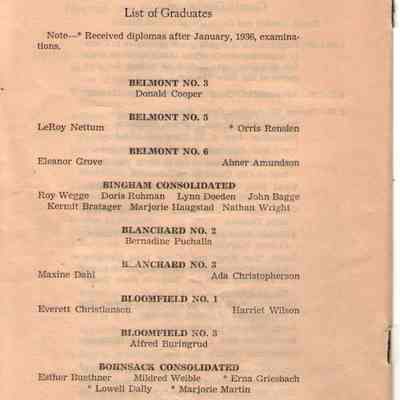 List of Graduates
Note—* Received diplomas after January, 1936, examina-
tions.
BELMONT NO. 3
Donald Cooper
BELMONT NO. 5
LeRoy Nettum * Orris Renslen
BELMONT NO. 6
Eleanor Grove Abner Amundson
BINGHAM CONSOLIDATED
Roy Wegge Doris Ruhman Lynn Doeden John Bagge
Kermit Bratager Marjorie Haugstad Nathan Wright
BLANCHARD NO. 2
Bernadine Puchalla
BLANCHARD NO. 3
Maxine Dahl Ada Christopherson
BLOOMFIELD NO. 1
Everett Christianson Harriet Wilson
BLOOMFIELD NO. 3
Alfred Buringrud
BOHNSACK CONSOLIDATED
Esther Buethner Mildred Weible * Erna Griesbach
* Lowell Dally * Marjorie Martin